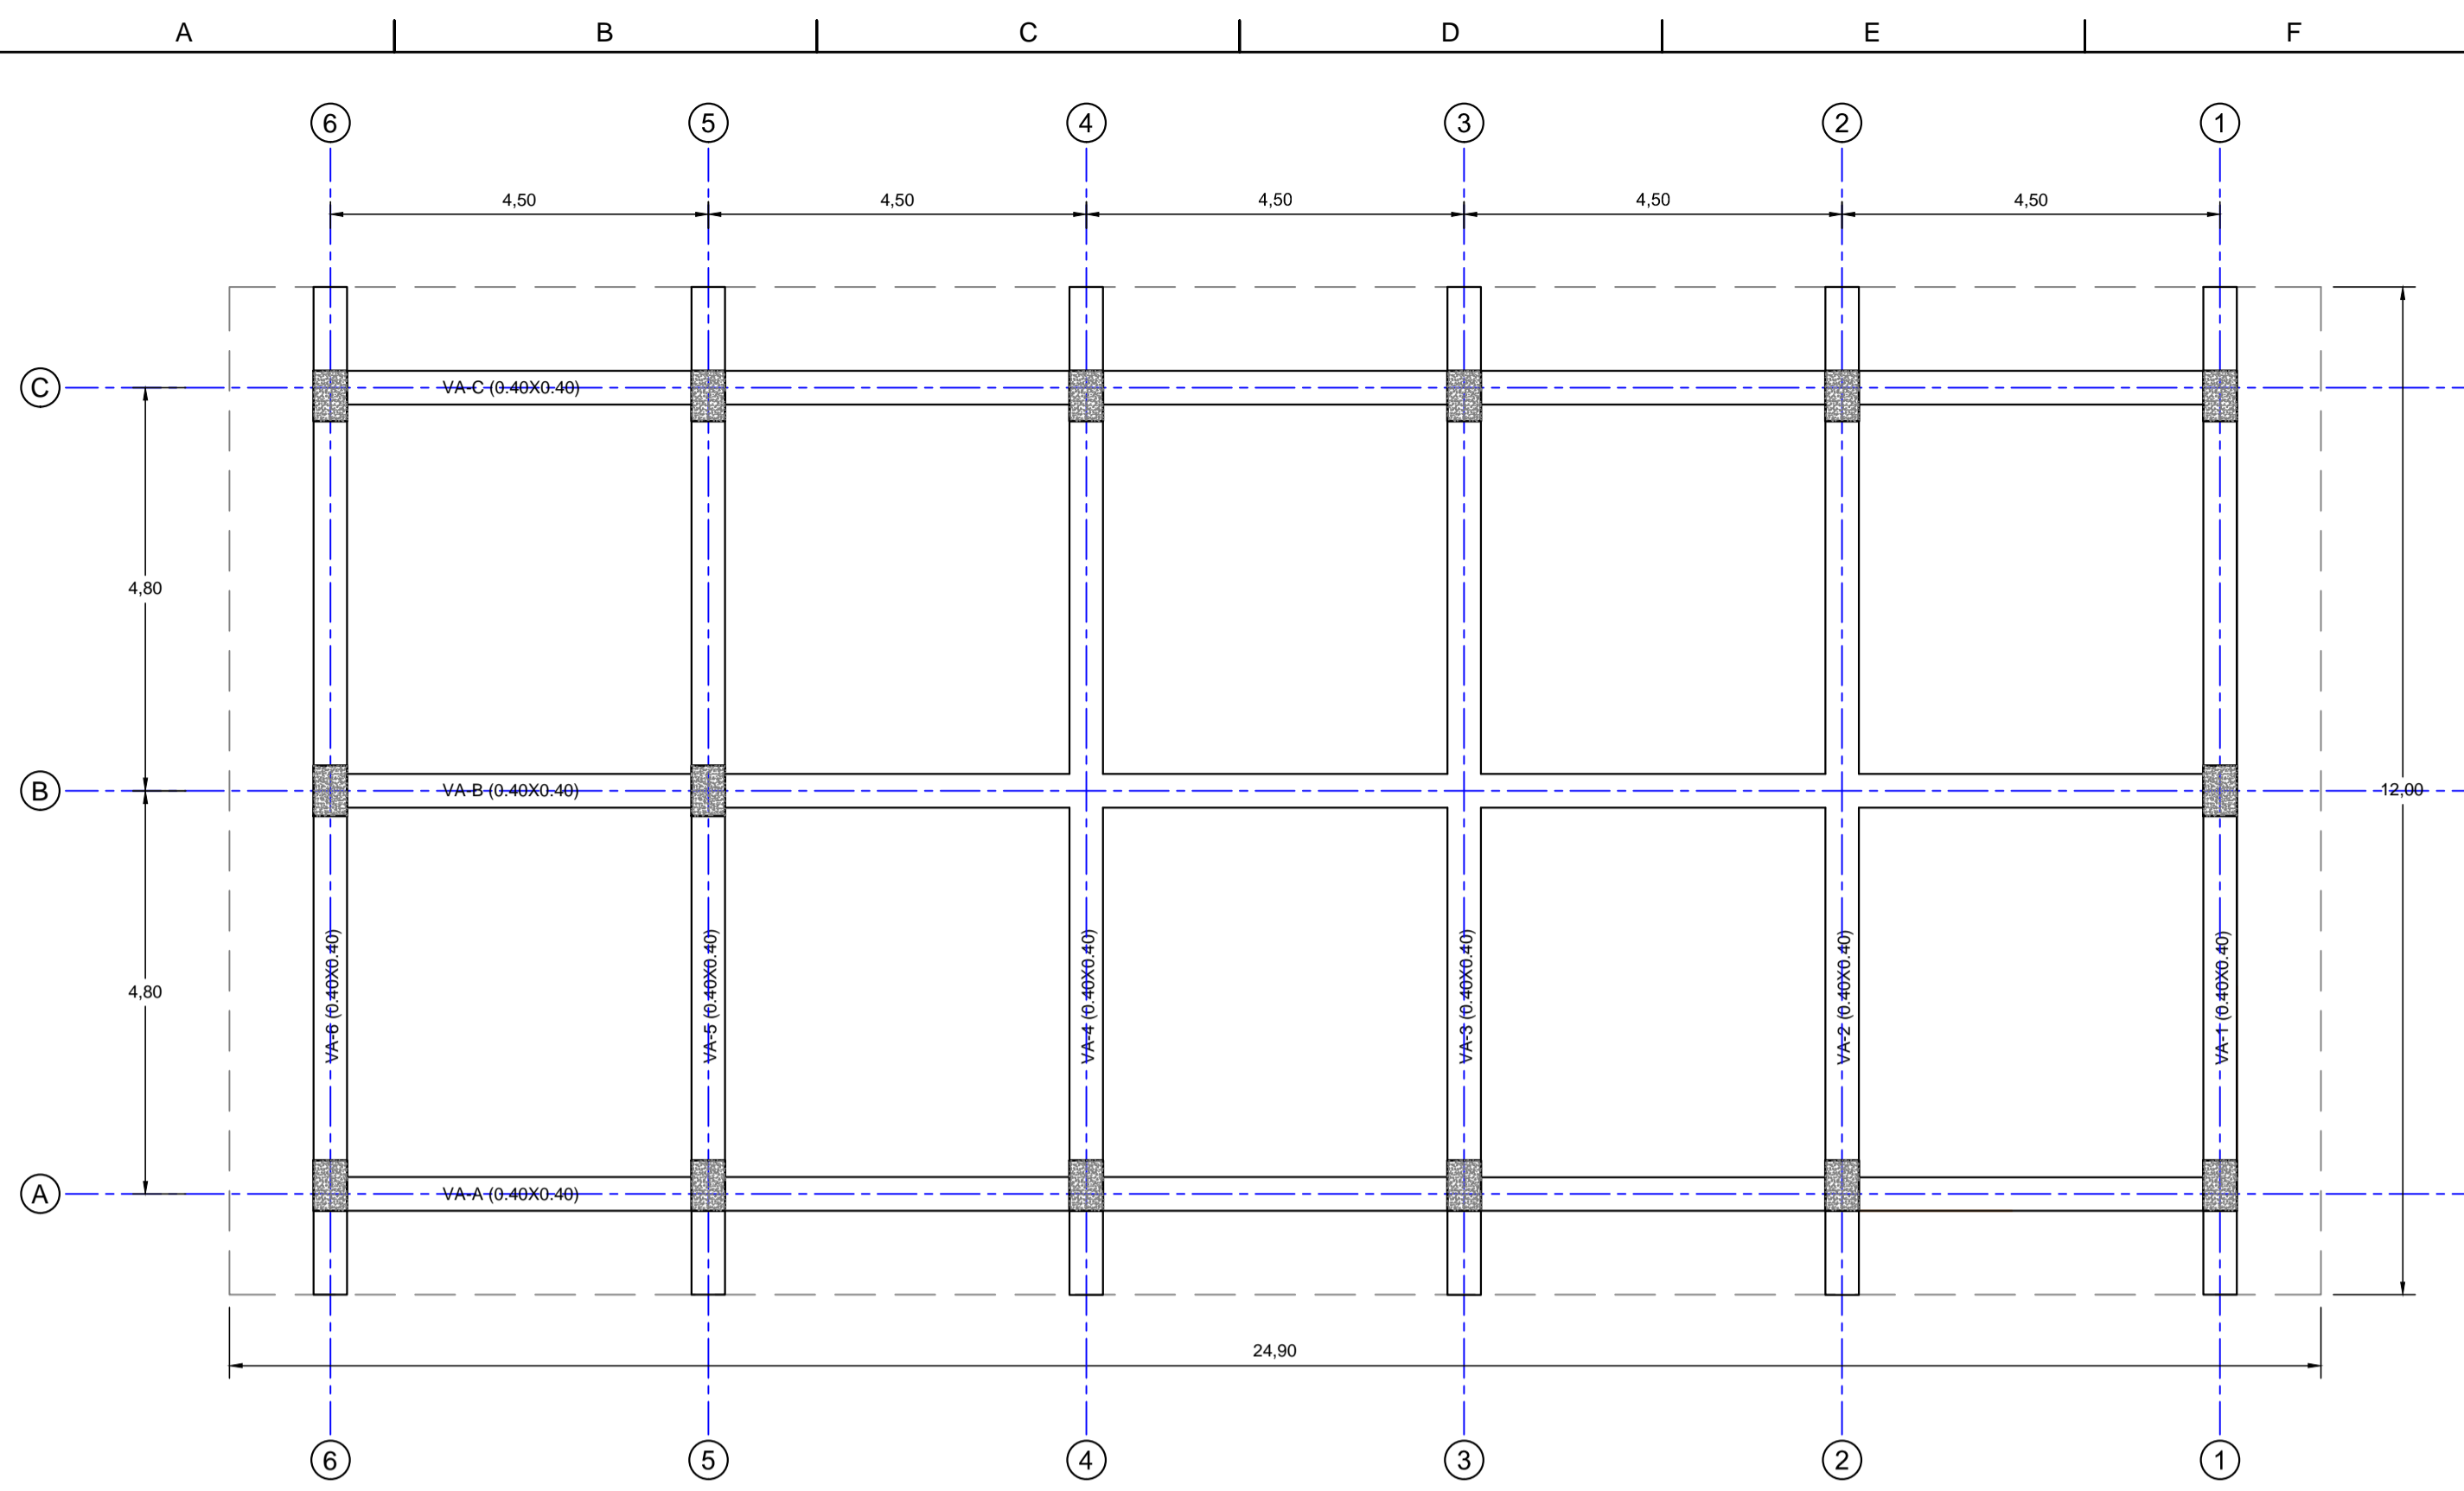 A B C D E F
6 5 4 3 2 1
4,50 4,50 4,50 4,50 4,50
C
VA-C (0.40X0.40)
4,80
B
VA-B (0.40X0.40)
12,00
4,80
VA-6 (0.40X0.40)
VA-5 (0.40X0.40)
VA-4 (0.40X0.40)
VA-3 (0.40X0.40)
VA-2 (0.40X0.40)
VA-1 (0.40X0.40)
A
VA-A (0.40X0.40)
24,90
6 5 4 3 2 1